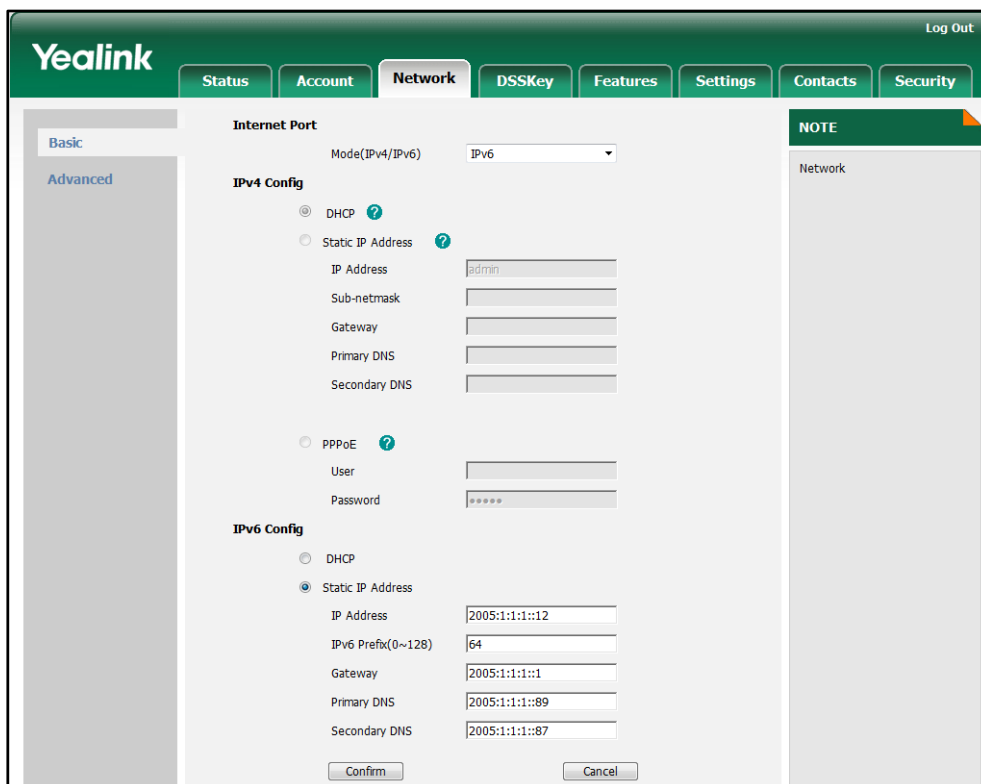 Log Out
Yealink
Status Account Network DSSKey Features Settings Contacts Security
Basic
Advanced
Internet Port
Mode(IPv4/IPv6) IPv6
IPv4 Config
DHCP ?
Static IP Address ?
IP Address admin
Sub-netmask
Gateway
Primary DNS
Secondary DNS
PPPoE ?
User
Password •••••
IPv6 Config
DHCP
Static IP Address
IP Address 2005:1:1:1::12
IPv6 Prefix(0~128) 64
Gateway 2005:1:1:1::1
Primary DNS 2005:1:1:1::89
Secondary DNS 2005:1:1:1::87
Confirm Cancel
NOTE
Network